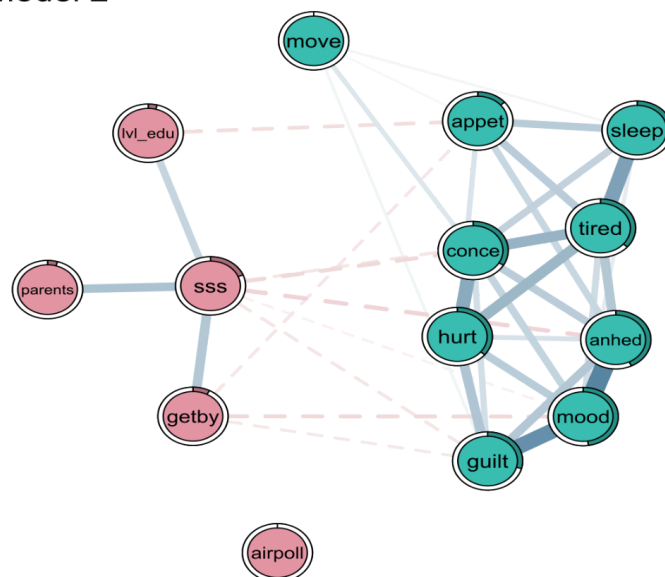 move
appet
sleep
lvl_edu
tired
conce
parents
sss
hurt
anhed
getby
mood
guilt
airpoll